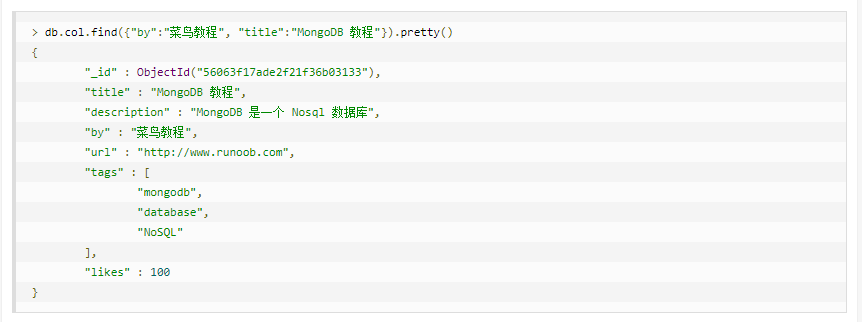 > db.col.find({"by":"菜鸟教程", "title":"MongoDB 教程"}).pretty()
{
        "_id" : ObjectId("56063f17ade2f21f36b03133"),
        "title" : "MongoDB 教程",
        "description" : "MongoDB 是一个 Nosql 数据库",
        "by" : "菜鸟教程",
        "url" : "http://www.runoob.com",
        "tags" : [
                "mongodb",
                "database",
                "NoSQL"
        ],
        "likes" : 100
}